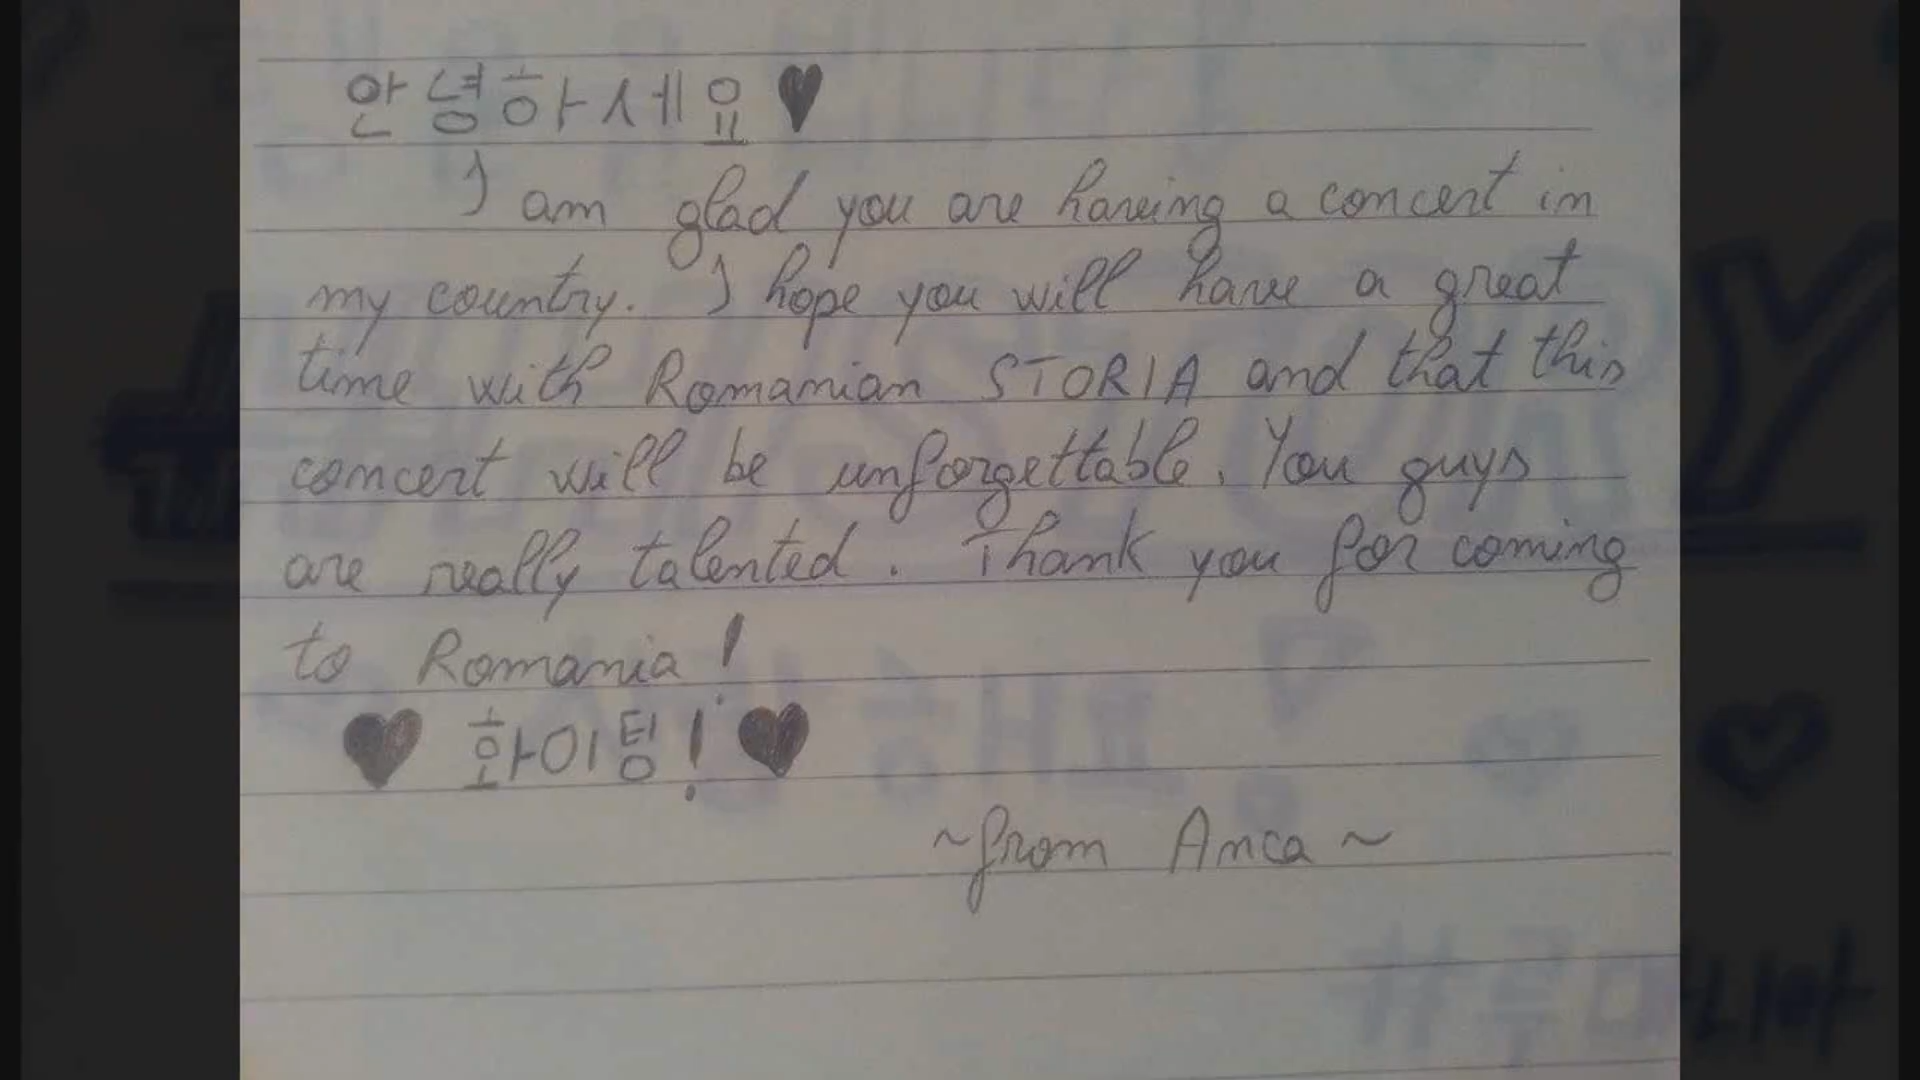 안녕하세요 ♥
I am glad you are having a concert in
my country. I hope you will have a great
time with Romanian STORIA and that this
concert will be unforgettable. You guys
are really talented. Thank you for coming
to Romania!
♥ 화이팅! ♥
~from Anca~